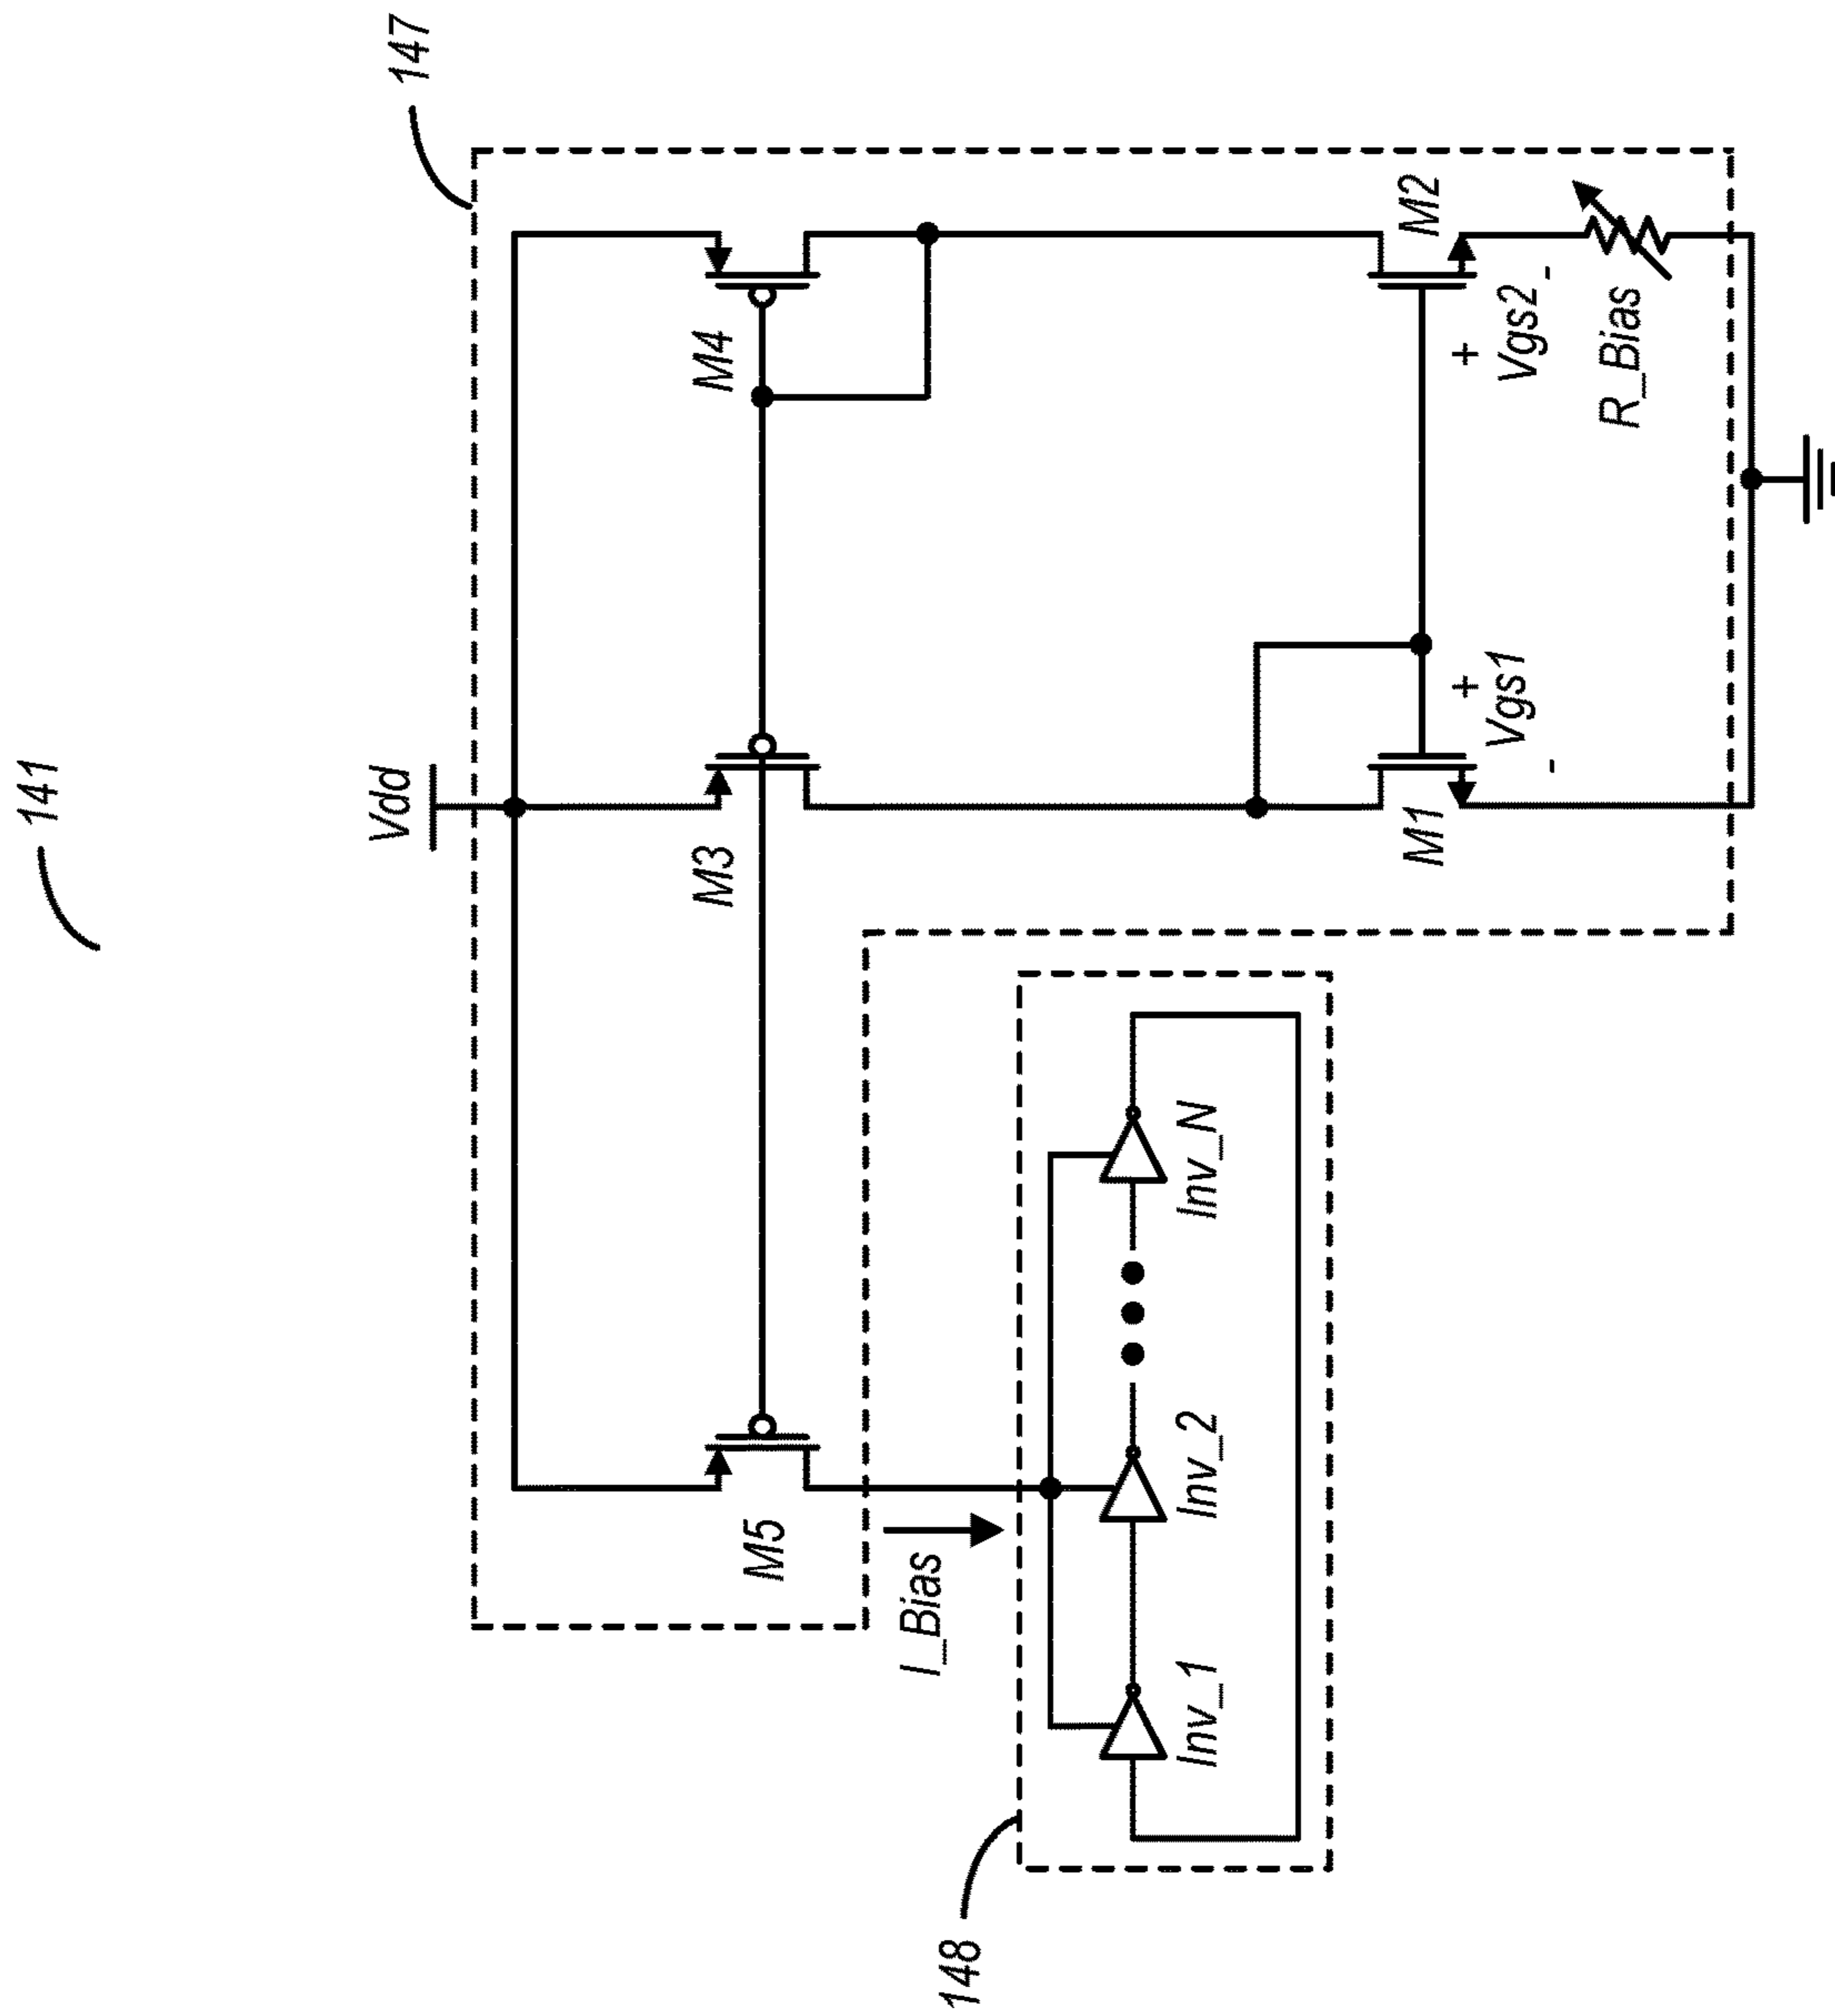 141
147
Vdd
M5
M3
M4
I_Bias
148
Inv_1
Inv_2
Inv_N
M1
M2
+
Vgs1
-
+
Vgs2
-
R_Bias